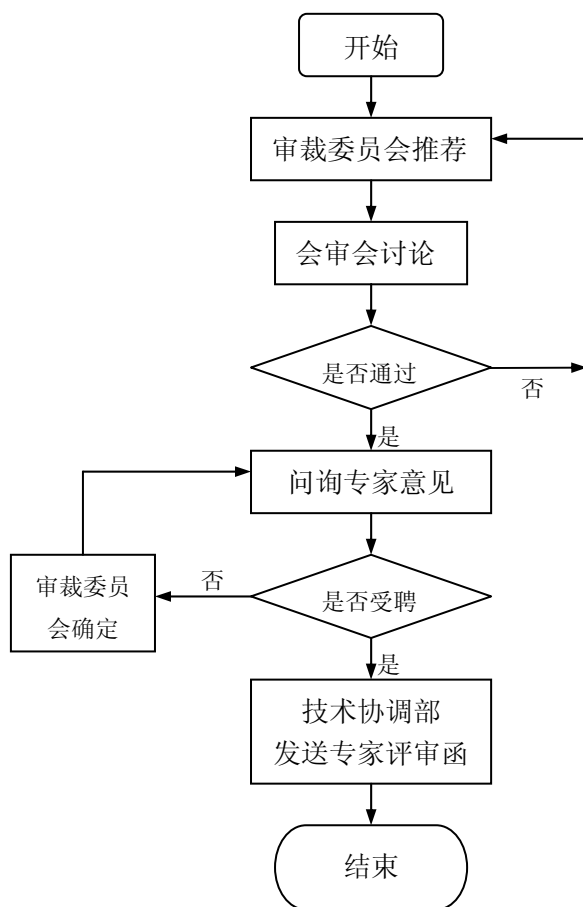 开始
审裁委员会推荐
会审会讨论
是否通过
否
是
问询专家意见
审裁委员
会确定
否
是否受聘
是
技术协调部
发送专家评审函
结束